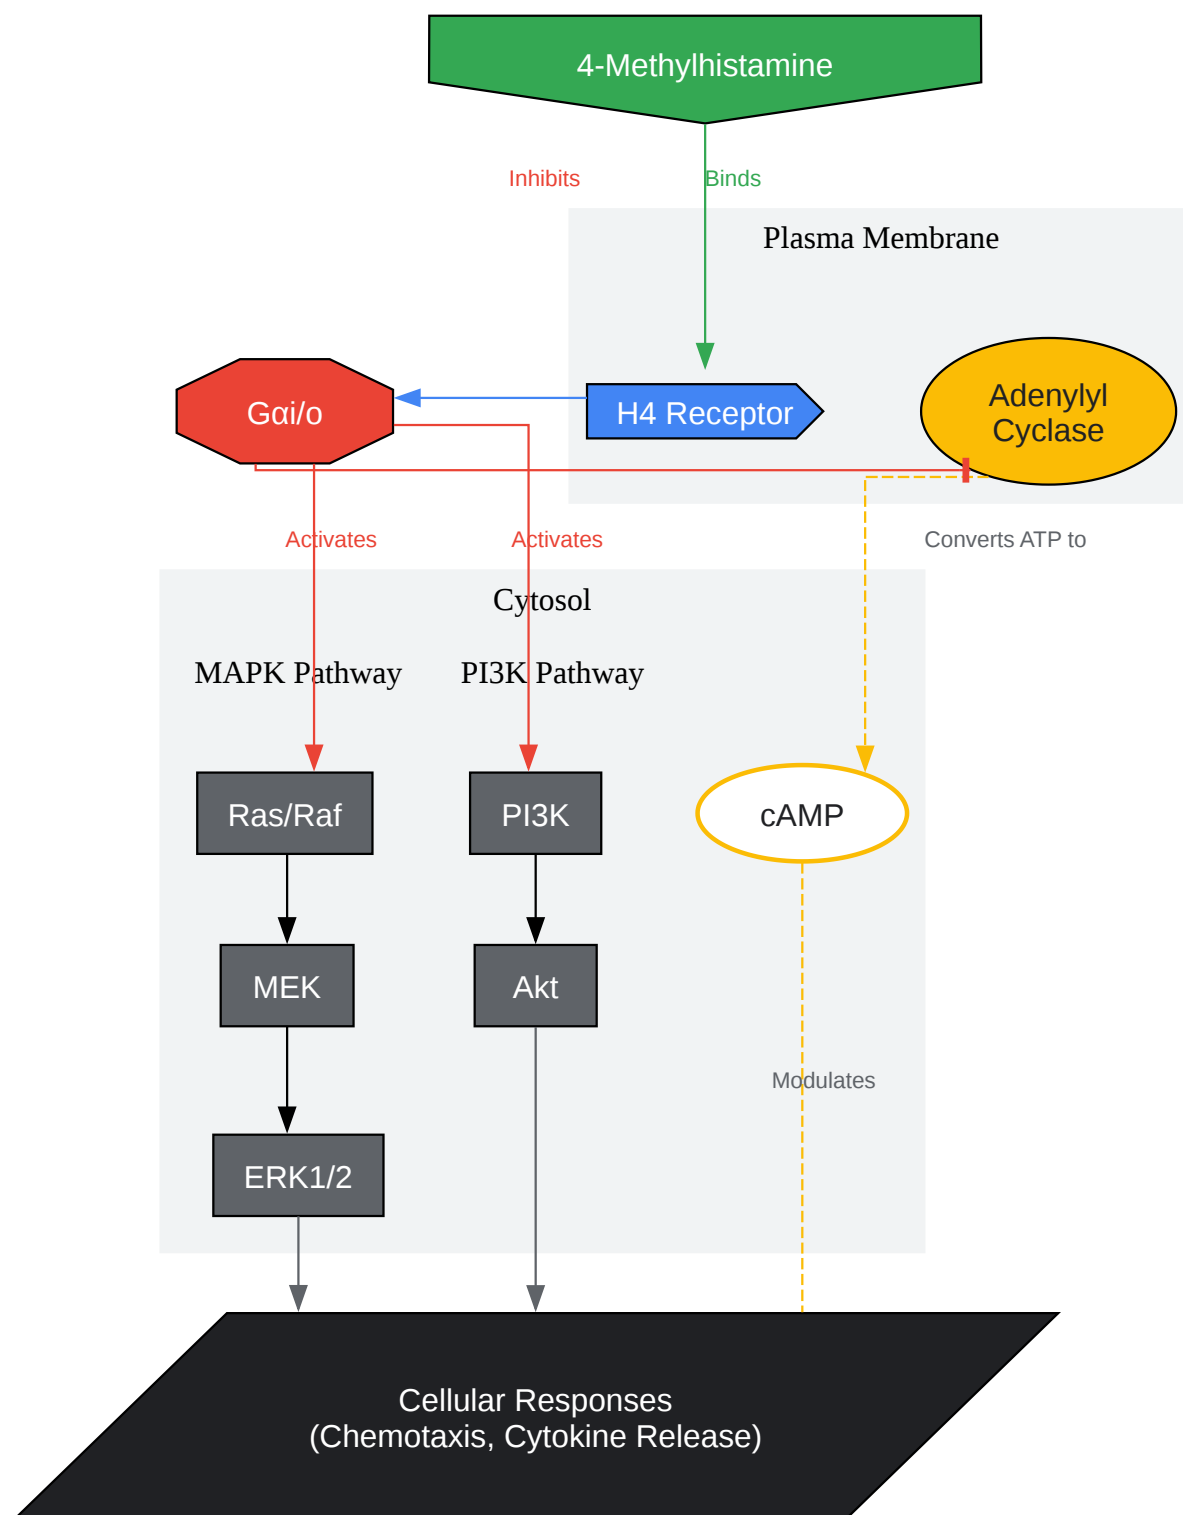 4-Methylhistamine
Inhibits
Binds
Plasma Membrane
Gαi/o
H4 Receptor
Adenylyl
Cyclase
Activates
Activates
Converts ATP to
Cytosol
MAPK Pathway
PI3K Pathway
Ras/Raf
PI3K
cAMP
MEK
Akt
Modulates
ERK1/2
Cellular Responses
(Chemotaxis, Cytokine Release)